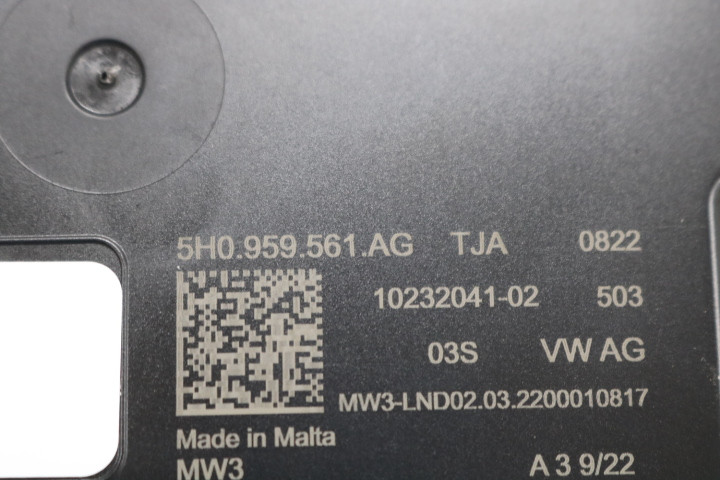 5H0.959.561.AG TJA 0822
10232041-02 503
03S VW AG
MW3-LND02.03.2200010817
Made in Malta
MW3 A 3 9/22